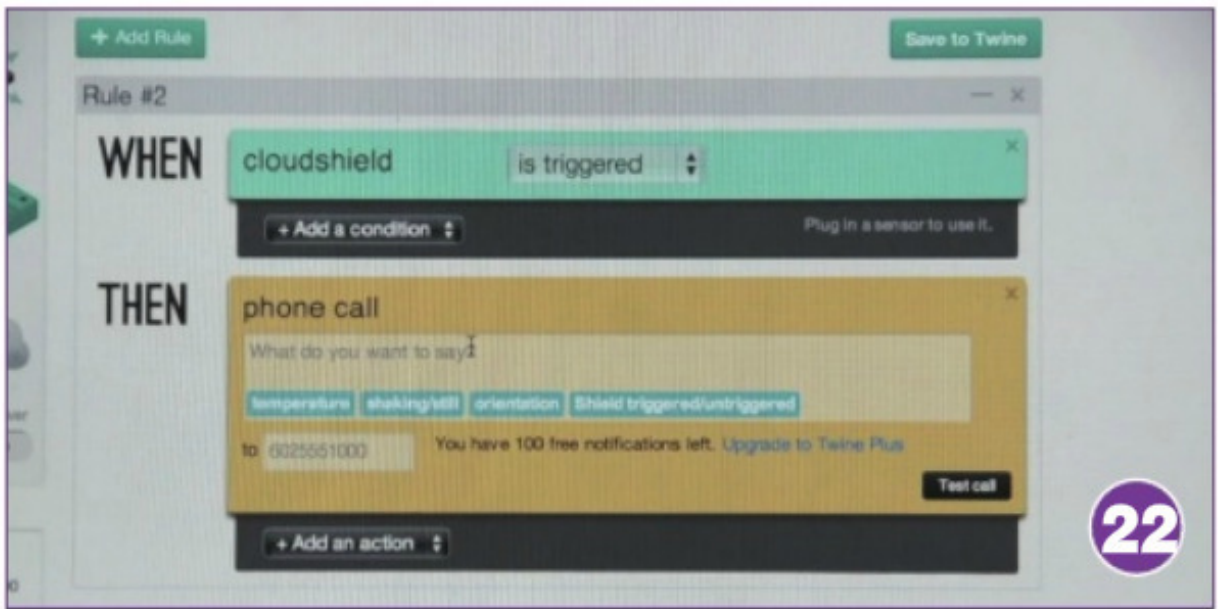 + Add Rule
Save to Twine
Rule #2
WHEN
cloudshield
is triggered
+ Add a condition
Plug in a sensor to use it.
THEN
phone call
What do you want to say?
temperature shaking/still orientation Shield triggered/untriggered
to 6025551000 You have 100 free notifications left. Upgrade to Twine Plus
Test call
+ Add an action
22